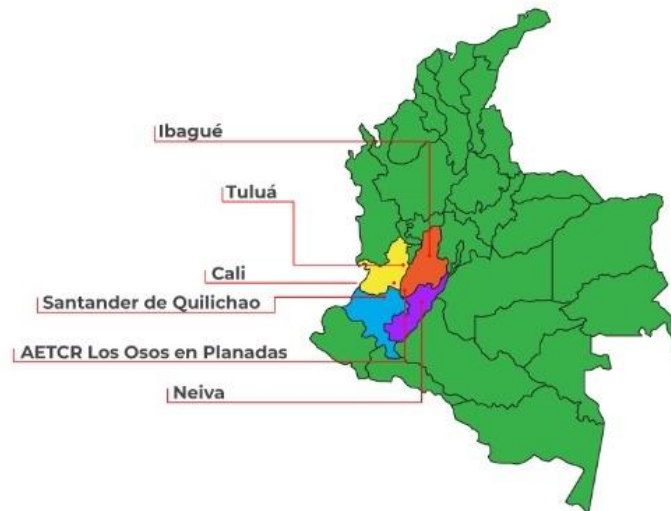 Ibagué
Tuluá
Cali
Santander de Quilichao
AETCR Los Osos en Planadas
Neiva